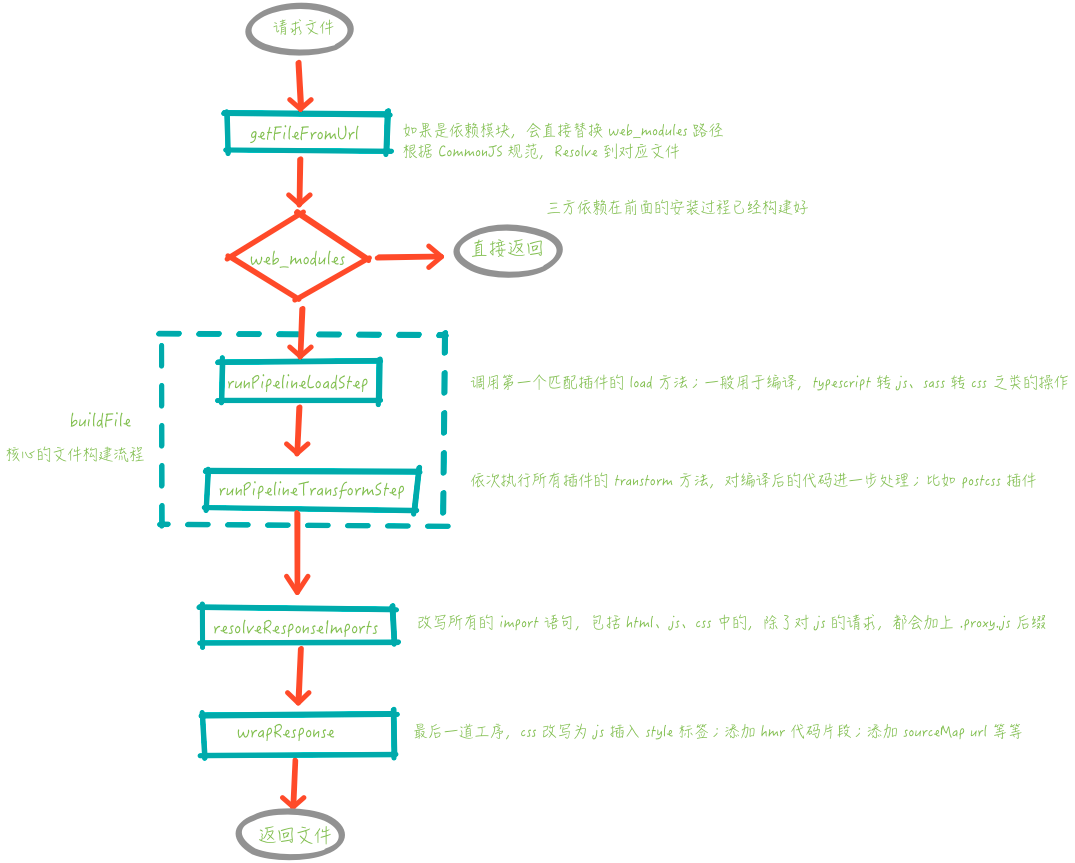 请求文件
getFileFromUrl
如果是依赖模块，会直接替换 web_modules 路径
根据 CommonJS 规范，Resolve 到对应文件
三方依赖在前面的安装过程已经构建好
web_modules
直接返回
runPipelineLoadStep
调用第一个匹配插件的 load 方法；一般用于编译，typescript 转 js、sass 转 css 之类的操作
buildFile
核心的文件构建流程
runPipelineTransformStep
依次执行所有插件的 transtorm 方法，对编译后的代码进一步处理；比如 postcss 插件
resolveResponseImports
改写所有的 import 语句，包括 html、js、css 中的，除了对 js 的请求，都会加上 .proxy.js 后缀
wrapResponse
最后一道工序，css 改写为 js 插入 style 标签；添加 hmr 代码片段；添加 sourceMap url 等等
返回文件